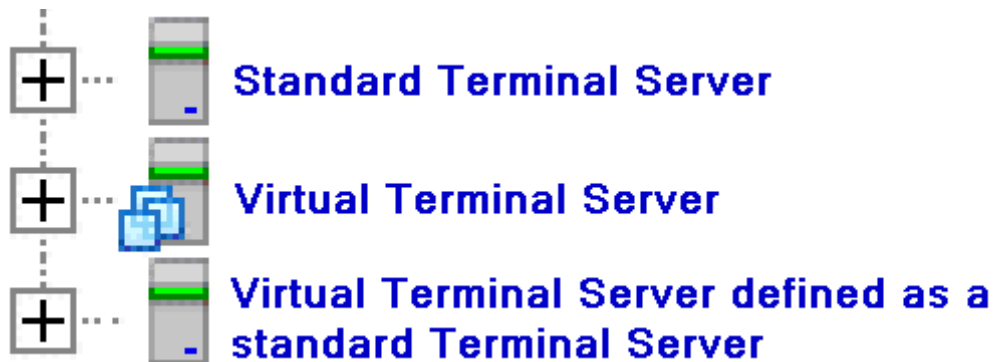 Standard Terminal Server
Virtual Terminal Server
Virtual Terminal Server defined as a
standard Terminal Server